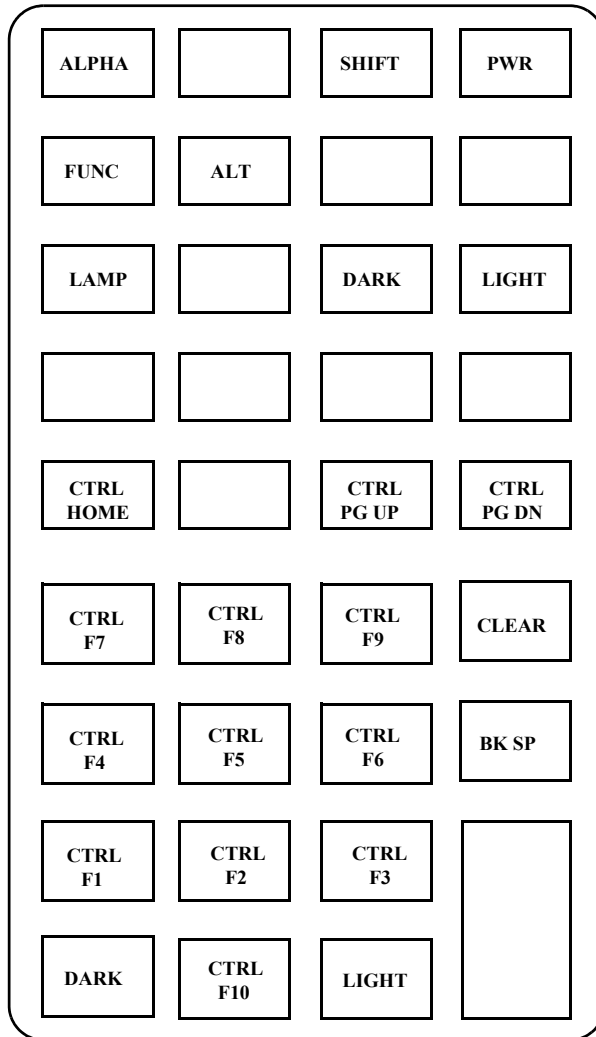 ALPHA
SHIFT
PWR
FUNC
ALT
LAMP
DARK
LIGHT
CTRL
HOME
CTRL
PG UP
CTRL
PG DN
CTRL
F7
CTRL
F8
CTRL
F9
CLEAR
CTRL
F4
CTRL
F5
CTRL
F6
BK SP
CTRL
F1
CTRL
F2
CTRL
F3
DARK
CTRL
F10
LIGHT